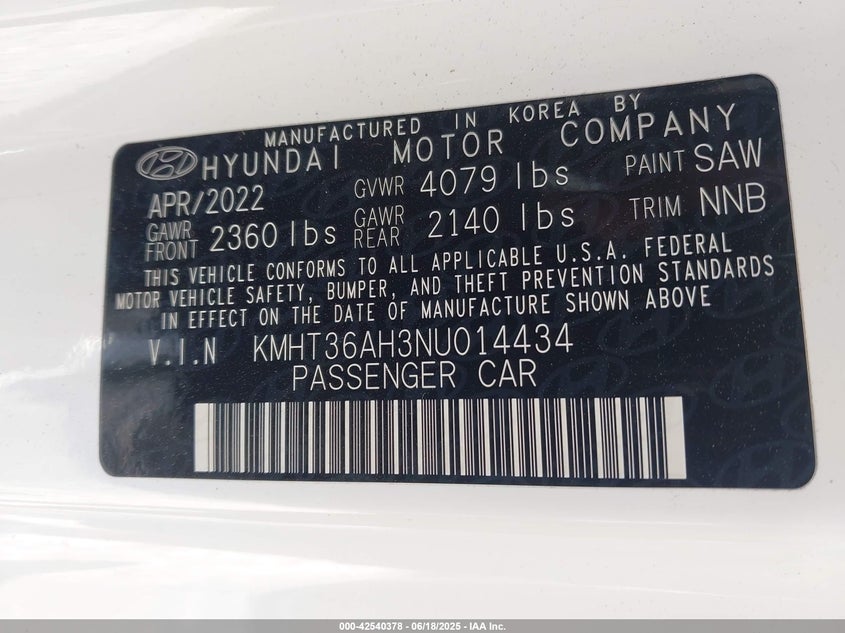 MANUFACTURED IN KOREA BY
HYUNDAI MOTOR COMPANY
APR/2022 GVWR 4079 lbs PAINT SAW
GAWR FRONT 2360 lbs GAWR REAR 2140 lbs TRIM NNB
THIS VEHICLE CONFORMS TO ALL APPLICABLE U.S.A. FEDERAL
MOTOR VEHICLE SAFETY, BUMPER, AND THEFT PREVENTION STANDARDS
IN EFFECT ON THE DATE OF MANUFACTURE SHOWN ABOVE
V.I.N KMHT36AH3NU014434
PASSENGER CAR
000-42540378 - 06/18/2025 - IAA Inc.